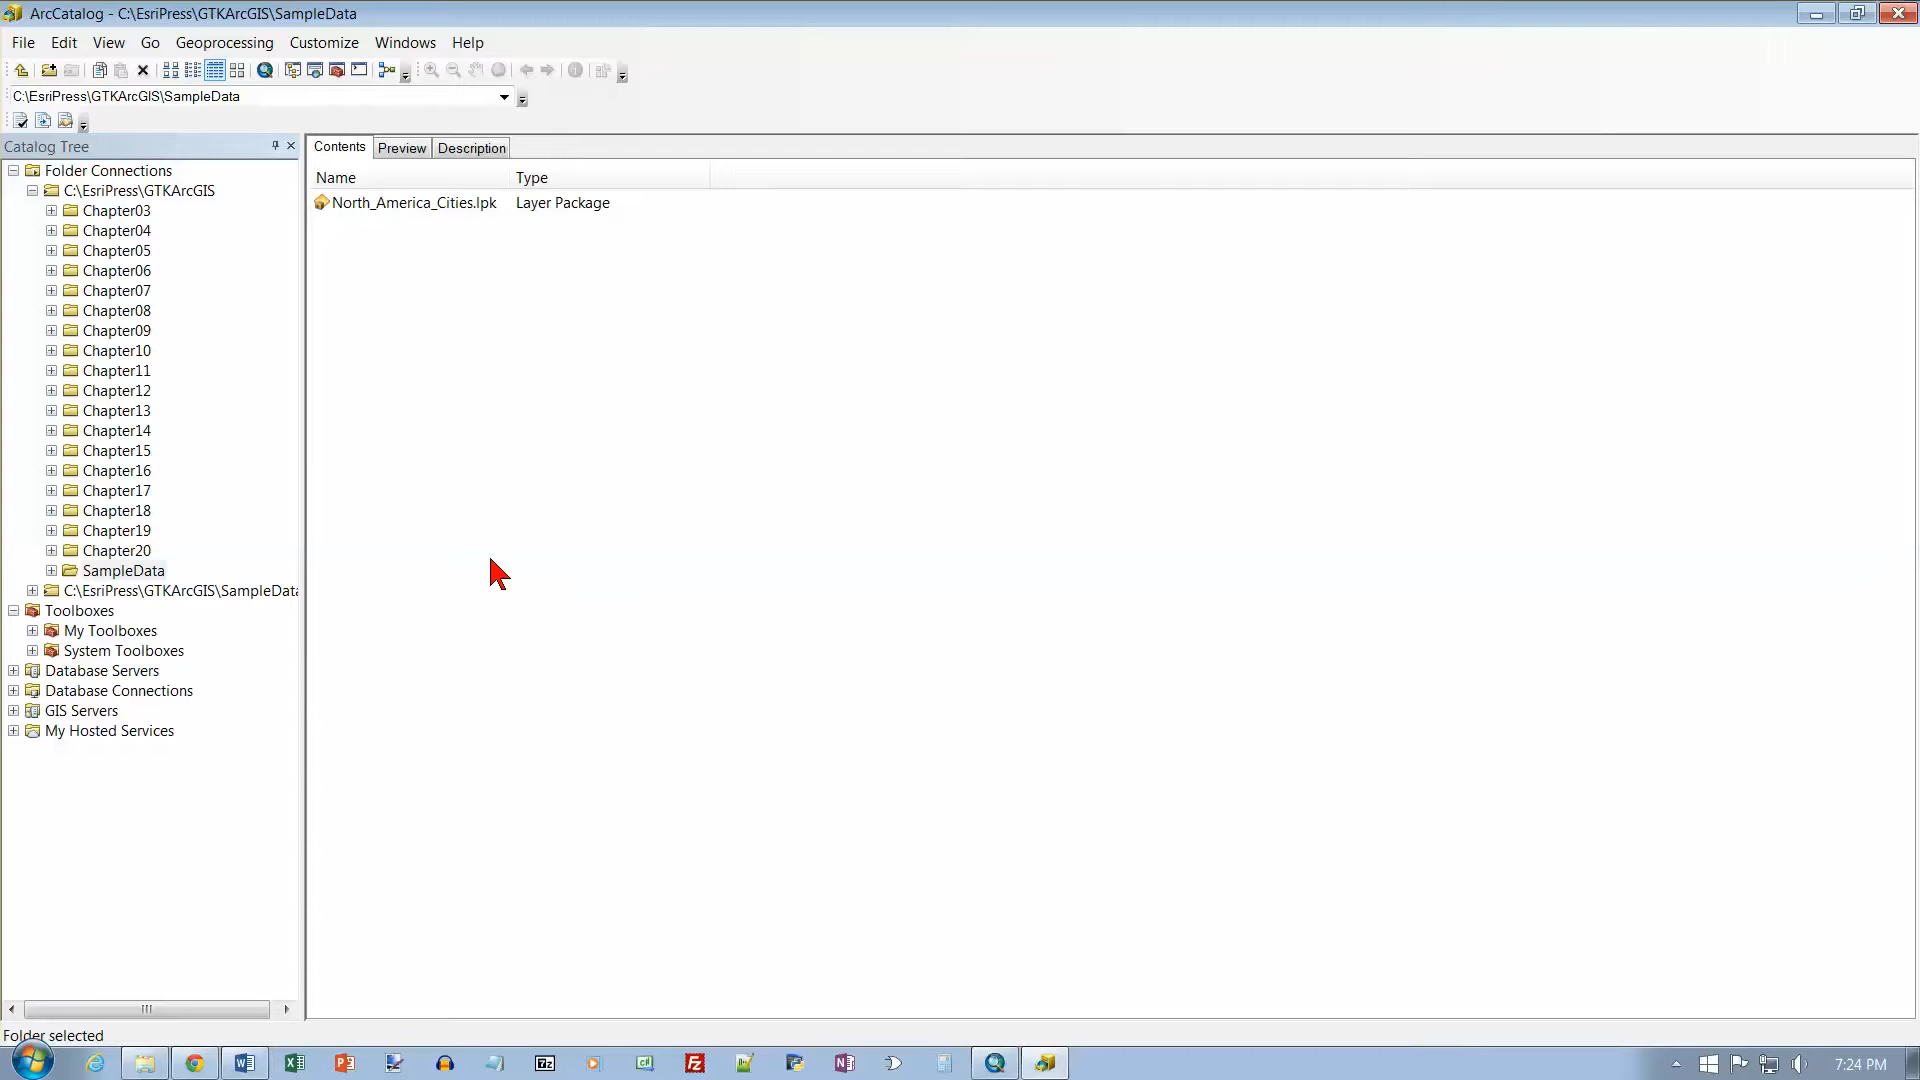 ArcCatalog - C:\EsriPress\GTKArcGIS\SampleData
File Edit View Go Geoprocessing Customize Windows Help
C:\EsriPress\GTKArcGIS\SampleData
Catalog Tree
Contents Preview Description
Name Type
North_America_Cities.lpk Layer Package
Folder Connections
C:\EsriPress\GTKArcGIS
Chapter03
Chapter04
Chapter05
Chapter06
Chapter07
Chapter08
Chapter09
Chapter10
Chapter11
Chapter12
Chapter13
Chapter14
Chapter15
Chapter16
Chapter17
Chapter18
Chapter19
Chapter20
SampleData
C:\EsriPress\GTKArcGIS\SampleData
Toolboxes
My Toolboxes
System Toolboxes
Database Servers
Database Connections
GIS Servers
My Hosted Services
Folder selected
7:24 PM